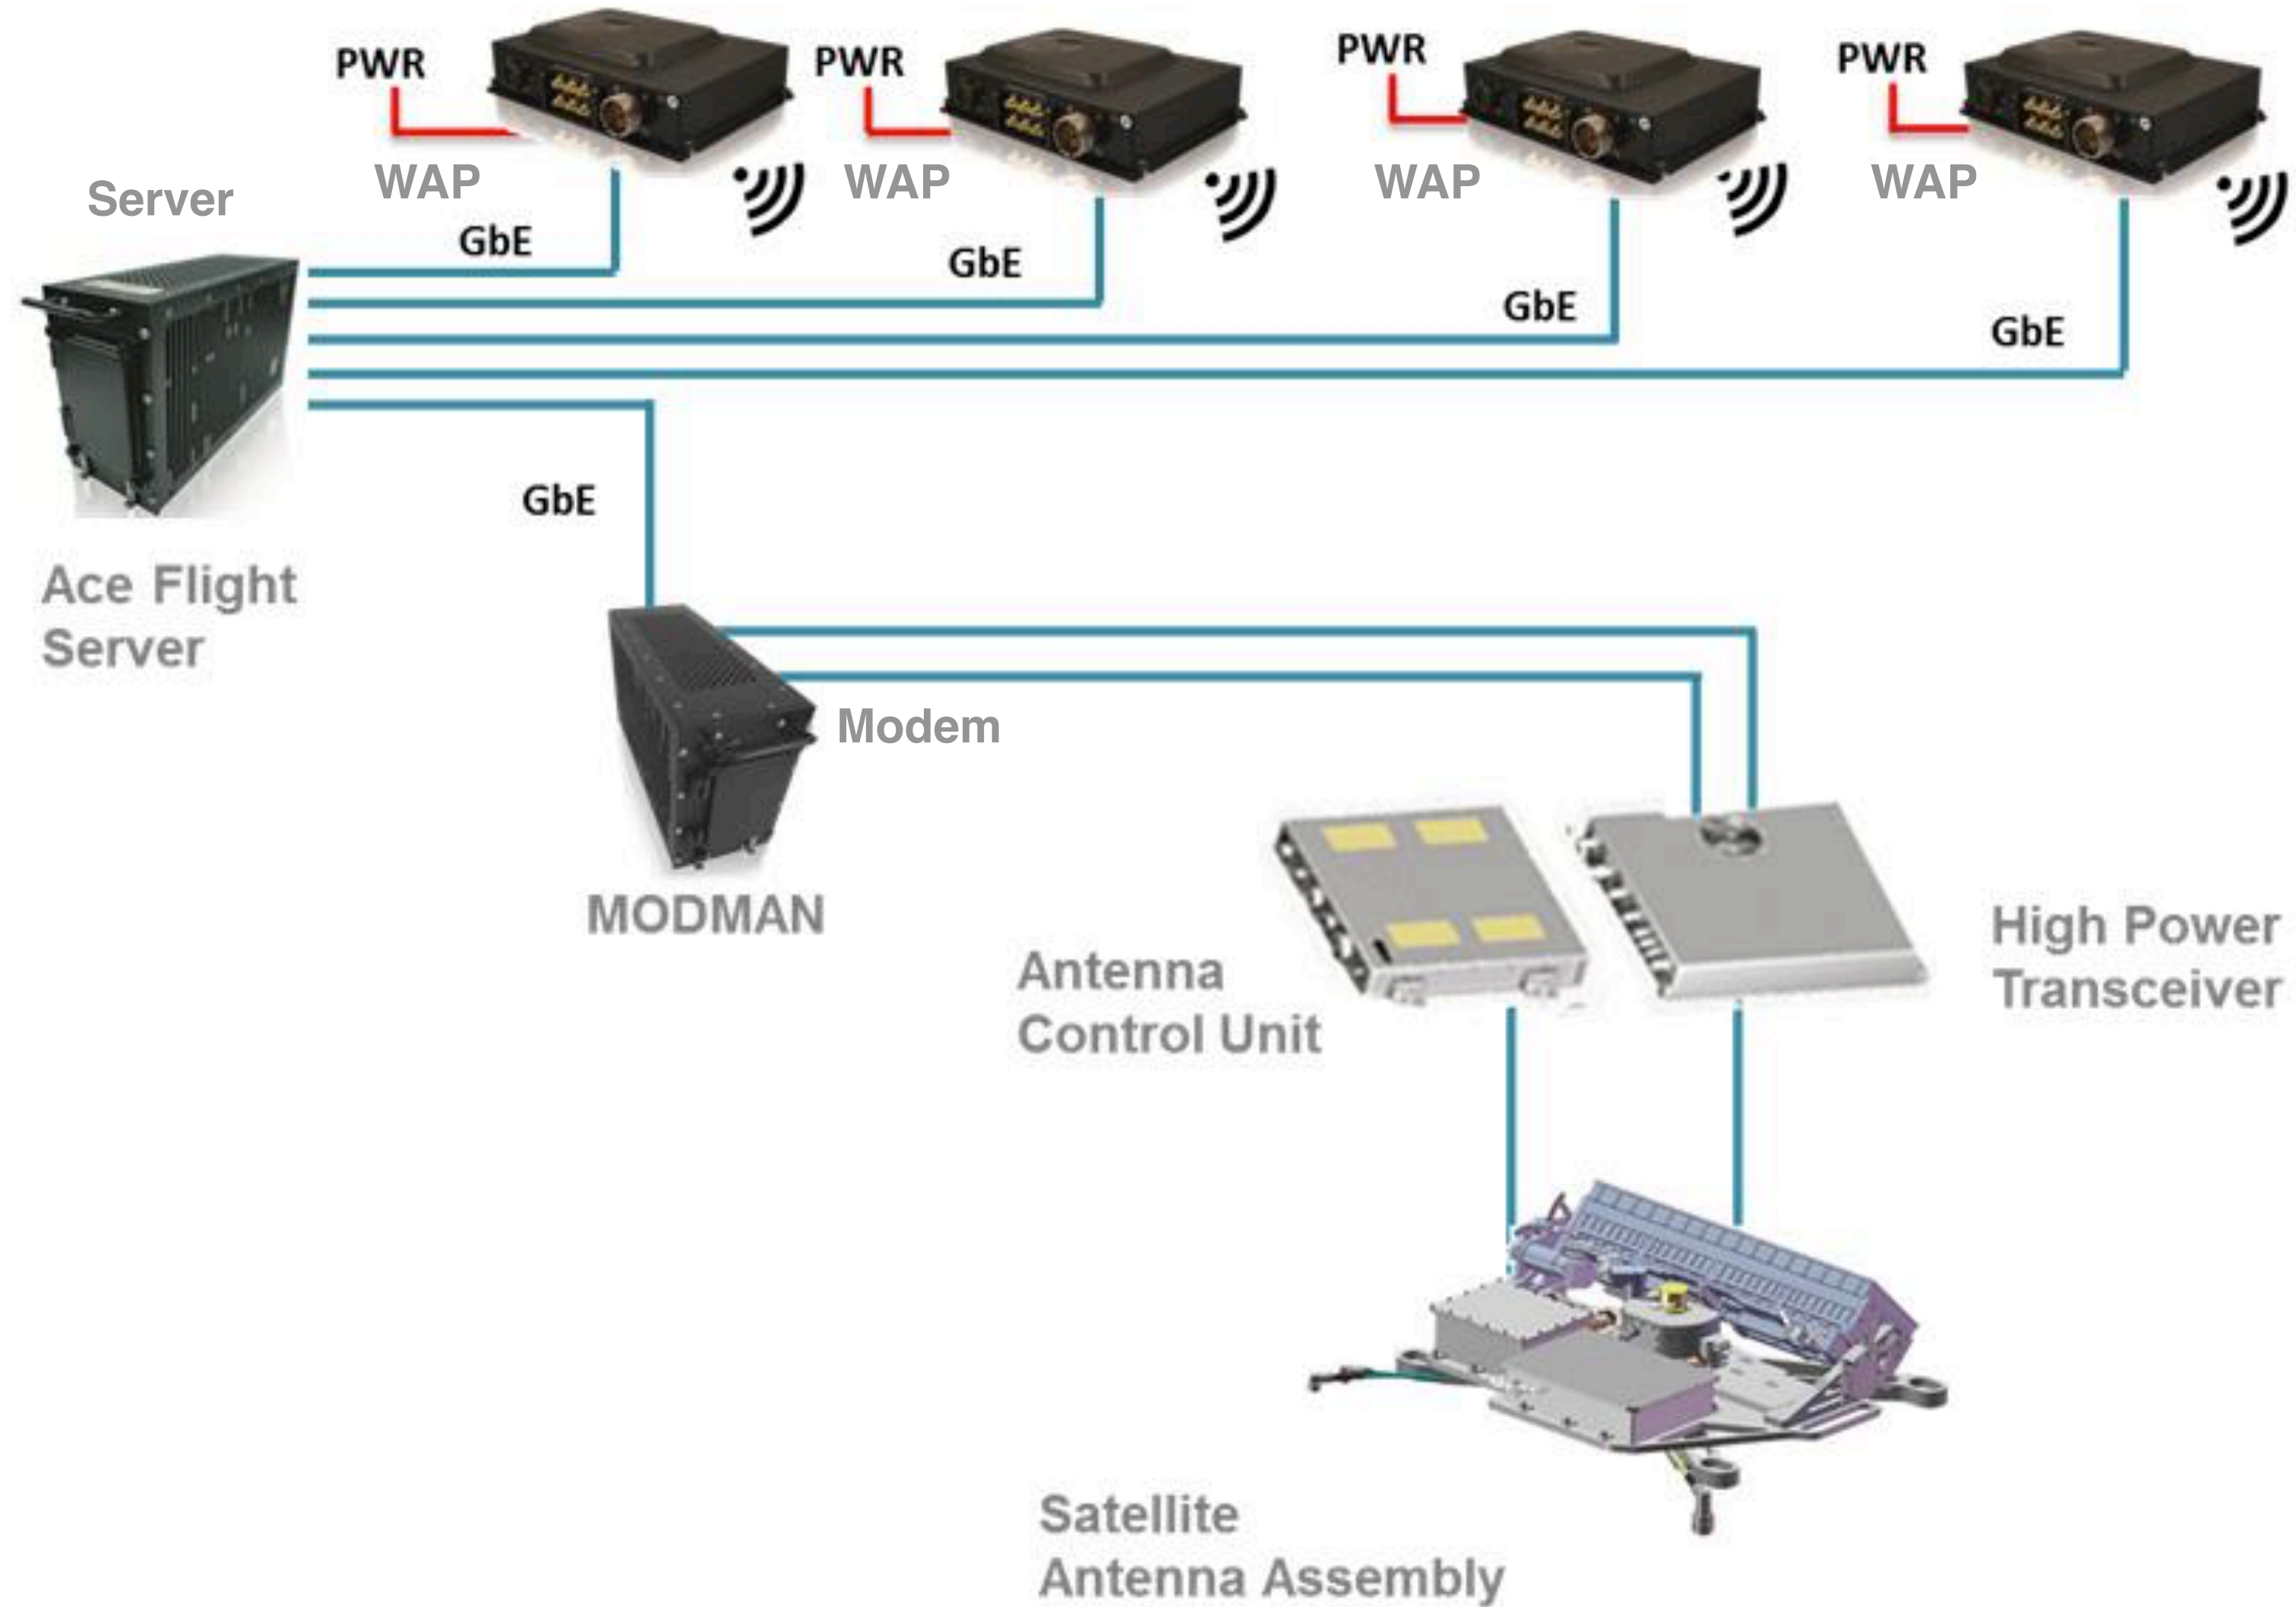 PWR
PWR
PWR
PWR
WAP
WAP
WAP
WAP
Server
GbE
GbE
GbE
GbE
GbE
Ace Flight
Server
Modem
MODMAN
Antenna
Control Unit
High Power
Transceiver
Satellite
Antenna Assembly